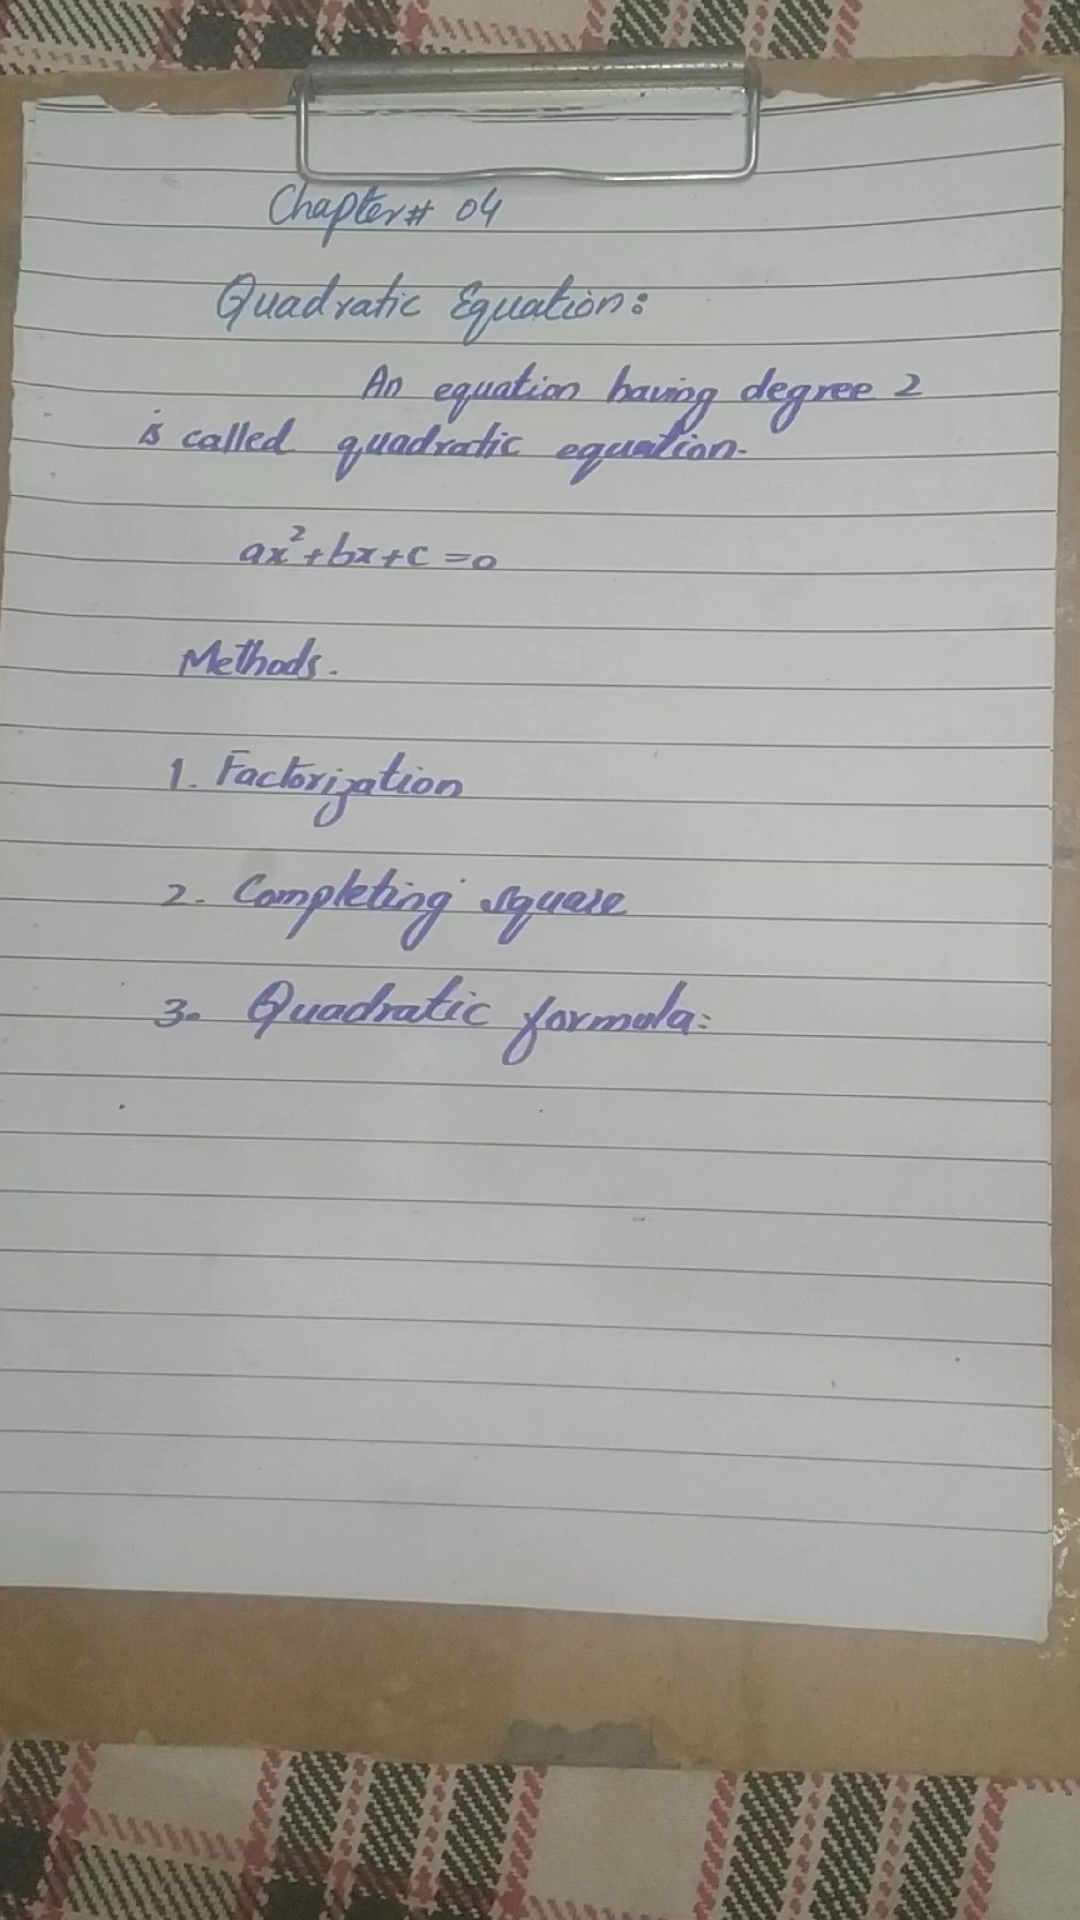 Chapter# 04
Quadratic Equation:
An equation having degree 2
is called quadratic equation.
ax²+bx+c=0
Methods.
1. Factorization
2. Completing square
3. Quadratic formula: